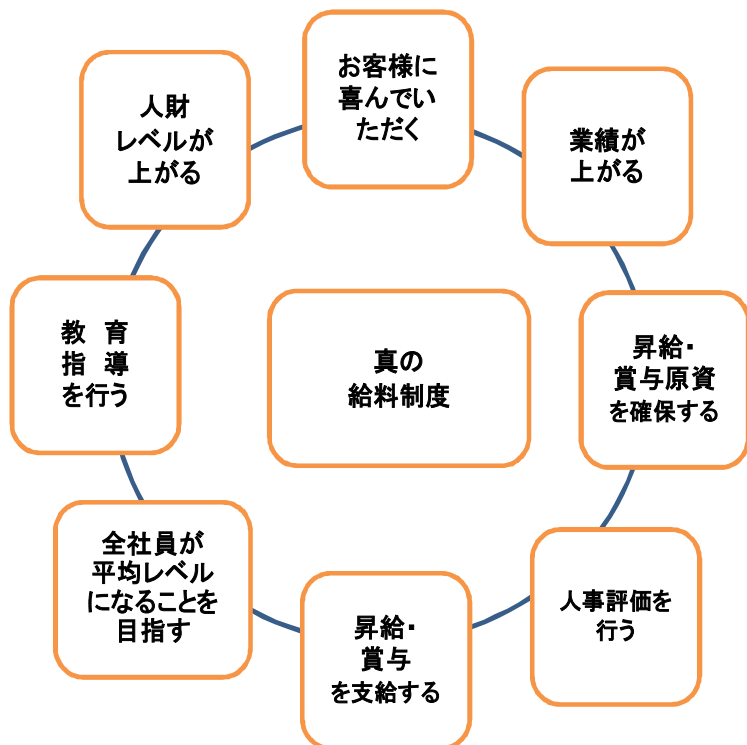 お客様に
喜んでい
ただく
業績が
上がる
昇給・
賞与原資
を確保する
人事評価を
行う
昇給・
賞与
を支給する
全社員が
平均レベル
になることを
目指す
教　育
指　導
を行う
人財
レベルが
上がる
真の
給料制度